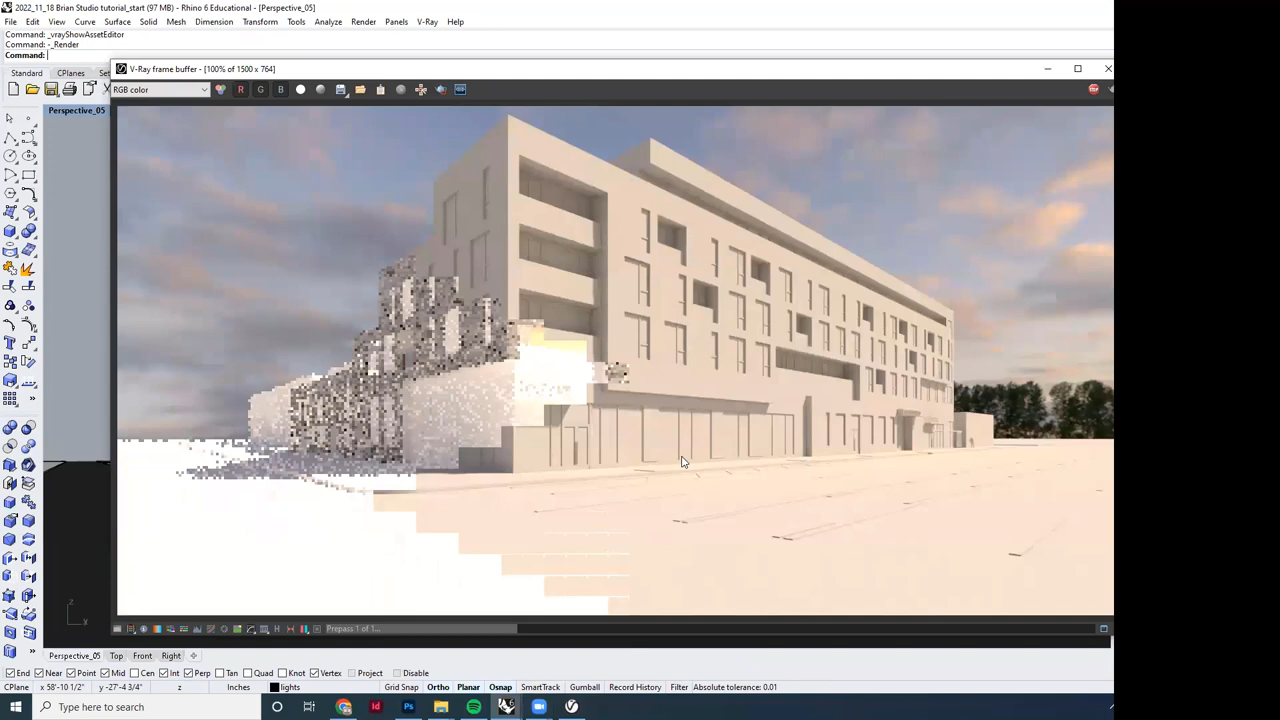 2022_11_18 Brian Studio tutorial_start (97 MB) - Rhino 6 Educational - [Perspective_05]
File Edit View Curve Surface Solid Mesh Dimension Transform Tools Analyze Render Panels V-Ray Help
Command: _vrayShowAssetEditor
Command: -_Render
Command:
Standard CPlanes Set
V-Ray frame buffer - [100% of 1500 x 764]
RGB color R G B
Perspective_05
z
Prepass 1 of 1...
Perspective_05 Top Front Right
End Near Point Mid Cen Int Perp Tan Quad Knot Vertex Project Disable
CPlane x 58'-10 1/2" y -27'-4 3/4" z Inches lights Grid Snap Ortho Planar Osnap SmartTrack Gumball Record History Filter Absolute tolerance: 0.01
Type here to search